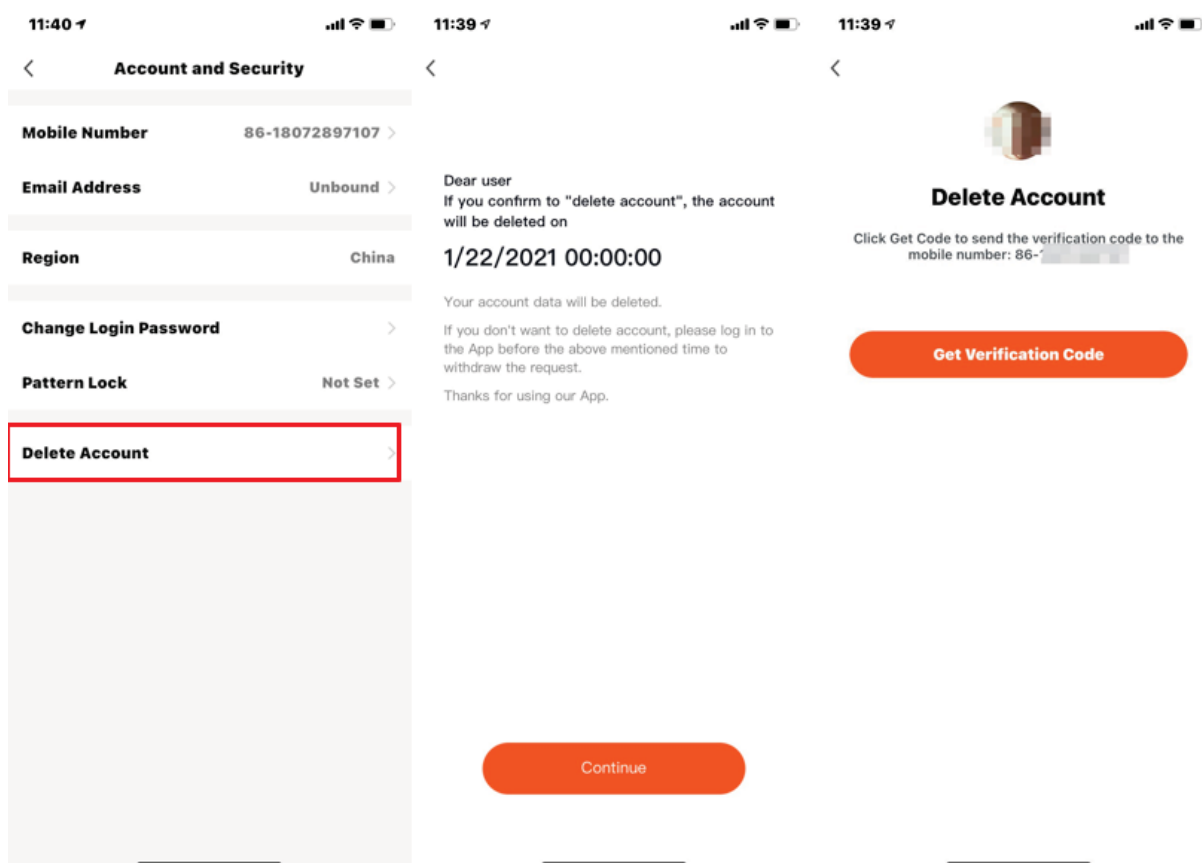 11:40
Account and Security
Mobile Number 86-18072897107
Email Address Unbound
Region China
Change Login Password
Pattern Lock Not Set
Delete Account
11:39
Dear user
If you confirm to "delete account", the account
will be deleted on
1/22/2021 00:00:00
Your account data will be deleted.
If you don't want to delete account, please log in to
the App before the above mentioned time to
withdraw the request.
Thanks for using our App.
Continue
11:39
Delete Account
Click Get Code to send the verification code to the
mobile number: 86-
Get Verification Code